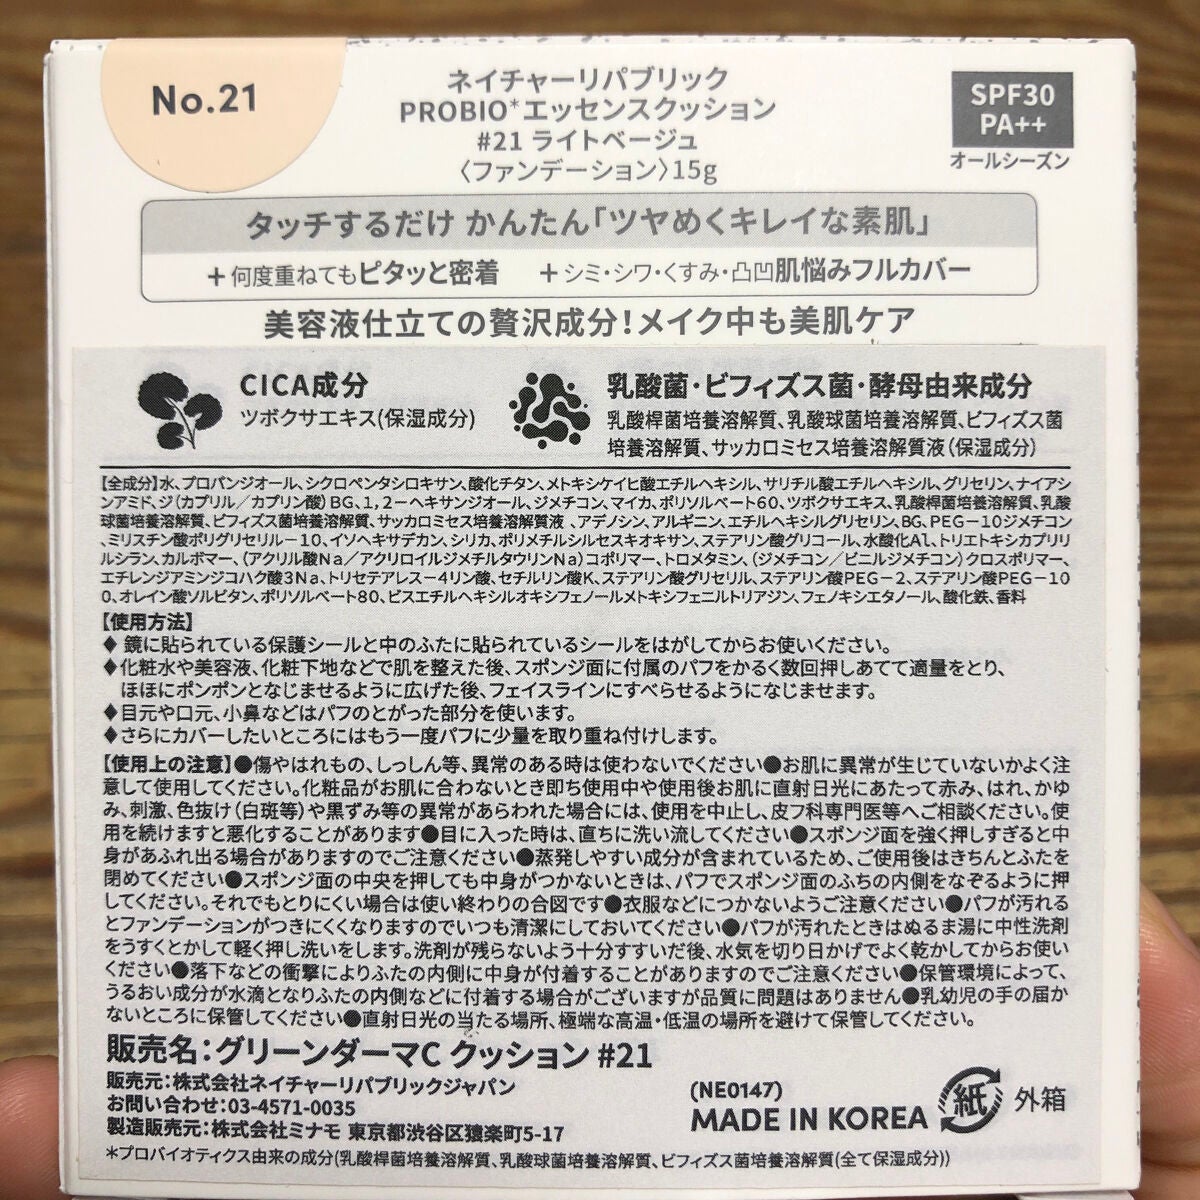 No.21
ネイチャーリパブリック
PROBIO*エッセンスクッション
#21 ライトベージュ
〈ファンデーション〉15g
SPF30
PA++
オールシーズン
タッチするだけ かんたん「ツヤめくキレイな素肌」
+何度重ねてもピタッと密着 +シミ・シワ・くすみ・凸凹肌悩みフルカバー
美容液仕立ての贅沢成分!メイク中も美肌ケア
CICA成分
ツボクサエキス(保湿成分)
乳酸菌・ビフィズス菌・酵母由来成分
乳酸桿菌培養溶解質、乳酸球菌培養溶解質、ビフィズス菌
培養溶解質、サッカロミセス培養溶解質液(保湿成分)
【全成分】水、プロパンジオール、シクロペンタシロキサン、酸化チタン、メトキシケイヒ酸エチルヘキシル、サリチル酸エチルヘキシル、グリセリン、ナイアシ
ンアミド、ジ(カプリル/カプリン酸)BG、1,2-ヘキサンジオール、ジメチコン、マイカ、ポリソルベート60、ツボクサエキス、乳酸桿菌培養溶解質、乳酸
球菌培養溶解質、ビフィズス菌培養溶解質、サッカロミセス培養溶解質液 、アデノシン、アルギニン、エチルヘキシルグリセリン、BG、PEG-10ジメチコン
、ミリスチン酸ポリグリセリル-10、イソヘキサデカン、シリカ、ポリメチルシルセスキオキサン、ステアリン酸グリコール、水酸化Al、トリエトキシカプリリ
ルシラン、カルボマー、(アクリル酸Na/アクリロイルジメチルタウリンNa)コポリマー、トロメタミン、(ジメチコン/ビニルジメチコン)クロスポリマー、
エチレンジアミンジコハク酸3Na、トリセテアレス-4リン酸、セチルリン酸K、ステアリン酸グリセリル、ステアリン酸PEG-2、ステアリン酸PEG-10
0、オレイン酸ソルビタン、ポリソルベート80、ビスエチルヘキシルオキシフェノールメトキシフェニルトリアジン、フェノキシエタノール、酸化鉄、香料
【使用方法】
♦ 鏡に貼られている保護シールと中のふたに貼られているシールをはがしてからお使いください。
♦化粧水や美容液、化粧下地などで肌を整えた後、スポンジ面に付属のパフをかるく数回押しあてて適量をとり、
ほほにポンポンとなじませるように広げた後、フェイスラインにすべらせるようになじませます。
♦目元や口元、小鼻などはパフのとがった部分を使います。
♦さらにカバーしたいところにはもう一度パフに少量を取り重ね付けします。
【使用上の注意】●傷やはれもの、しっしん等、異常のある時は使わないでください●お肌に異常が生じていないかよく注
意して使用してください。化粧品がお肌に合わないとき即ち使用中や使用後お肌に直射日光にあたって赤み、はれ、かゆ
み、刺激、色抜け(白斑等)や黒ずみ等の異常があらわれた場合には、使用を中止し、皮フ科専門医等へご相談ください。使
用を続けますと悪化することがあります●目に入った時は、直ちに洗い流してください●スポンジ面を強く押しすぎると中
身があふれ出る場合がありますのでご注意ください●蒸発しやすい成分が含まれているため、ご使用後はきちんとふたを
閉めてください●スポンジ面の中央を押しても中身がつかないときは、パフでスポンジ面のふちの内側をなぞるように押
してください。それでもとりにくい場合は使い終わりの合図です●衣服などにつかないようご注意ください●パフが汚れる
とファンデーションがつきにくくなりますのでいつも清潔にしておいてください●パフが汚れたときはぬるま湯に中性洗剤
をうすくとかして軽く押し洗いをします。洗剤が残らないよう十分すすいだ後、水気を切り日かげでよく乾かしてからお使い
ください●落下などの衝撃によりふたの内側に中身が付着することがありますのでご注意ください●保管環境によって、
うるおい成分が水滴となりふたの内側などに付着する場合がございますが品質に問題はありません●乳幼児の手の届か
ないところに保管してください●直射日光の当たる場所、極端な高温・低温の場所を避けて保管してください。
販売名:グリーンダーマC クッション #21
販売元:株式会社ネイチャーリパブリックジャパン
お問い合わせ:03-4571-0035
製造販売元:株式会社ミナモ 東京都渋谷区猿楽町5-17
(NE0147)
MADE IN KOREA
紙 外箱
*プロバイオティクス由来の成分(乳酸桿菌培養溶解質、乳酸球菌培養溶解質、ビフィズス菌培養溶解質(全て保湿成分))